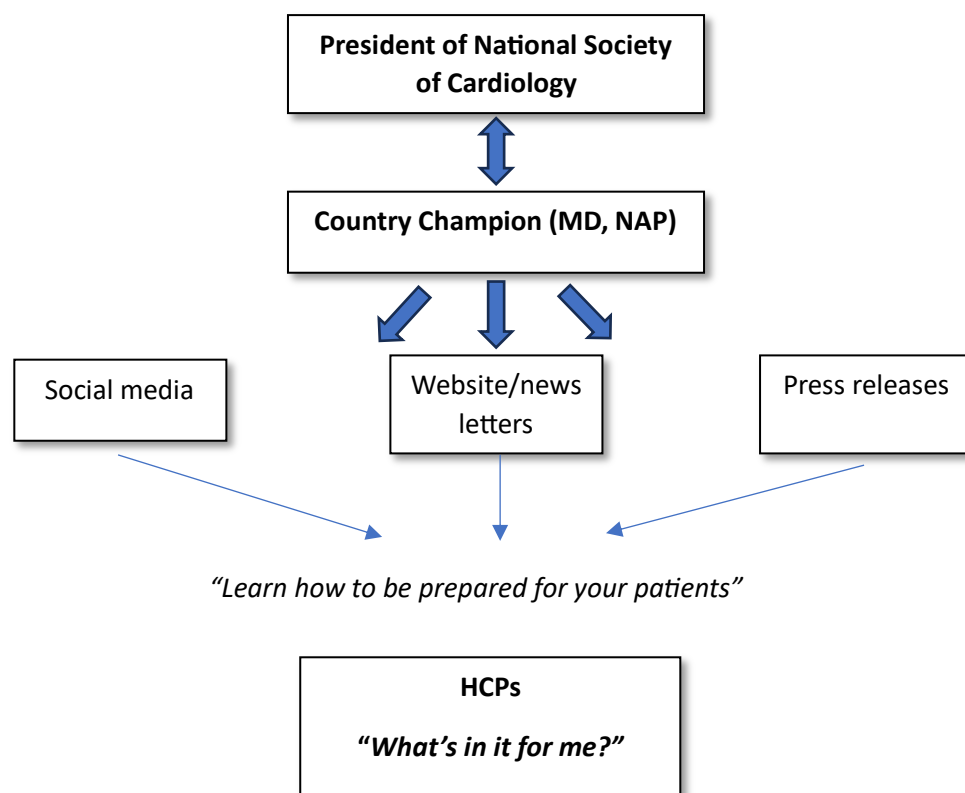 President of National Society
of Cardiology
Country Champion (MD, NAP)
Social media
Website/news
letters
Press releases
“Learn how to be prepared for your patients”
HCPs
“What’s in it for me?”